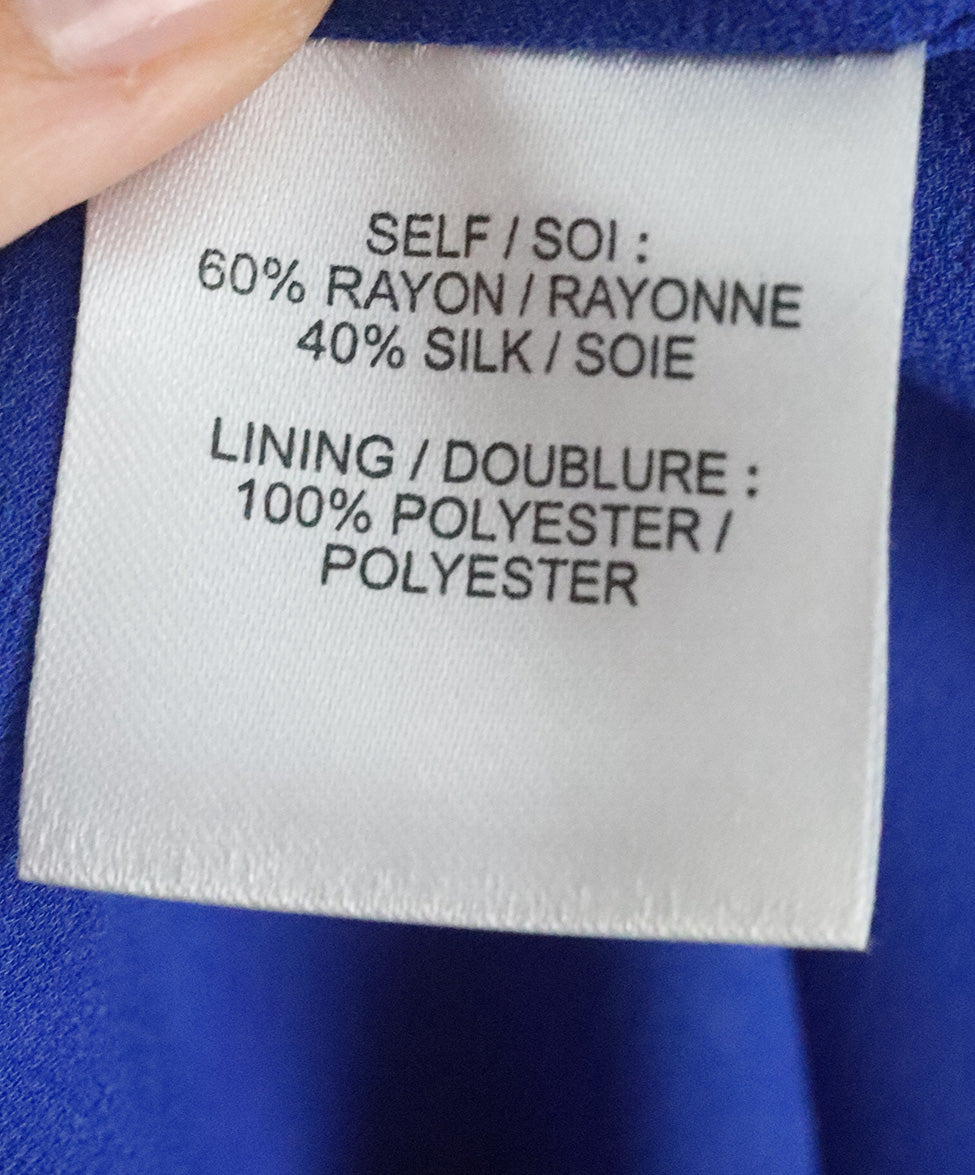 SELF / SOI :
60% RAYON / RAYONNE
40% SILK / SOIE
LINING / DOUBLURE :
100% POLYESTER /
POLYESTER